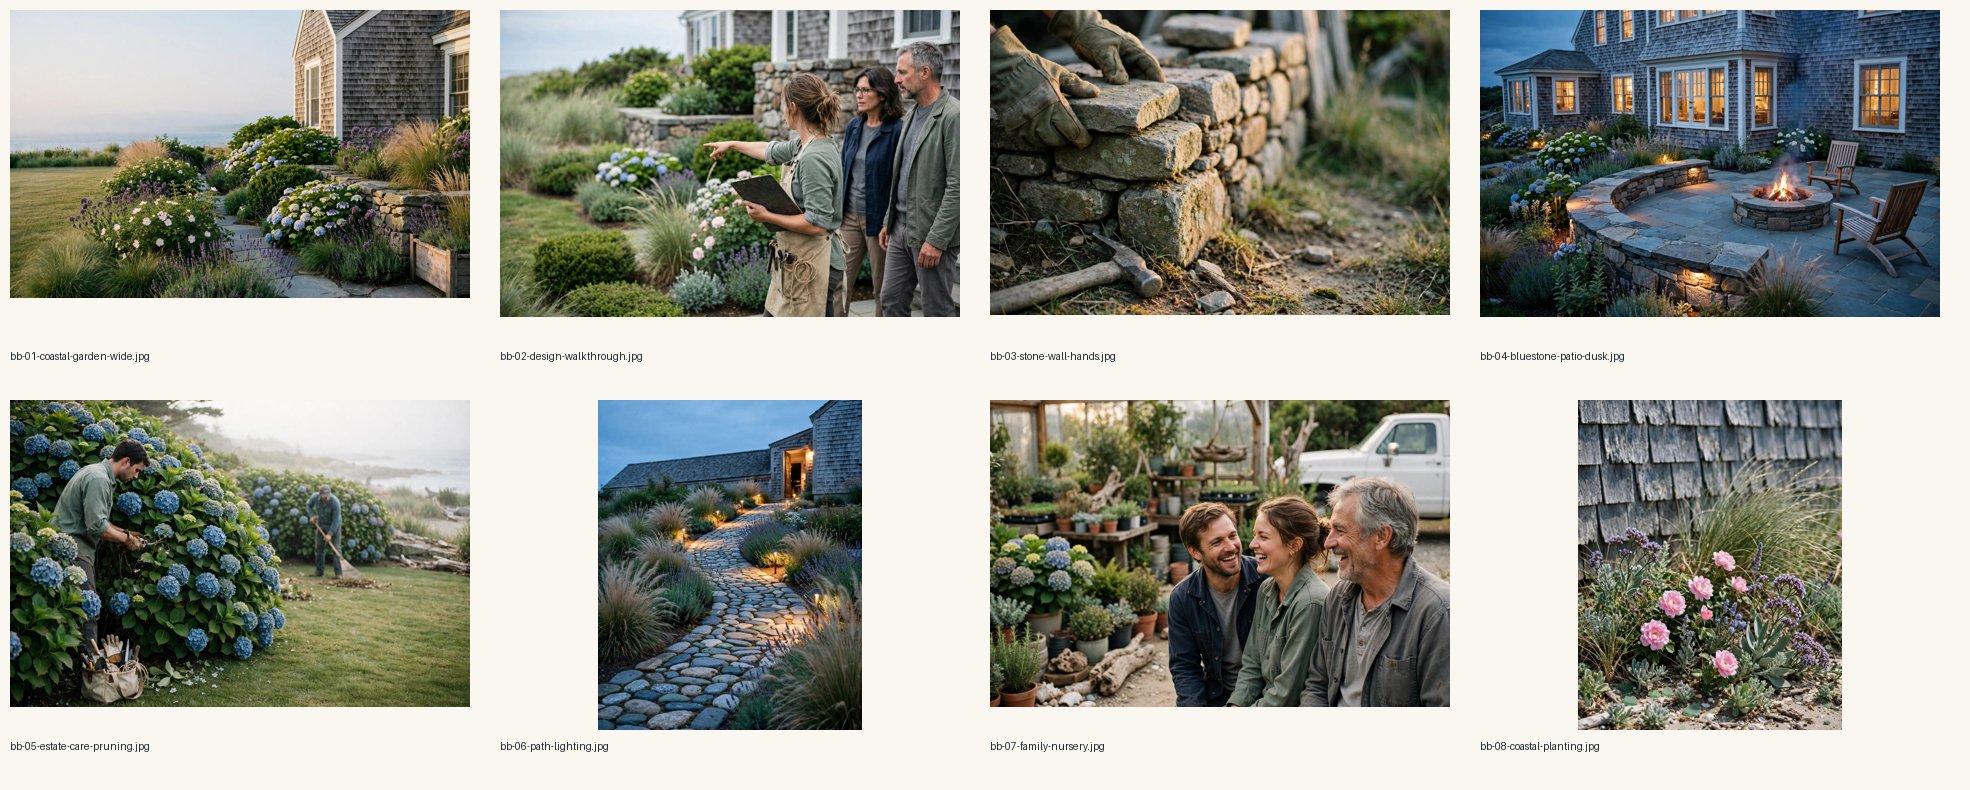 bb-01-coastal-garden-wide.jpg
bb-02-design-walkthrough.jpg
bb-03-stone-wall-hands.jpg
bb-04-bluestone-patio-dusk.jpg
bb-05-estate-care-pruning.jpg
bb-06-path-lighting.jpg
bb-07-family-nursery.jpg
bb-08-coastal-planting.jpg